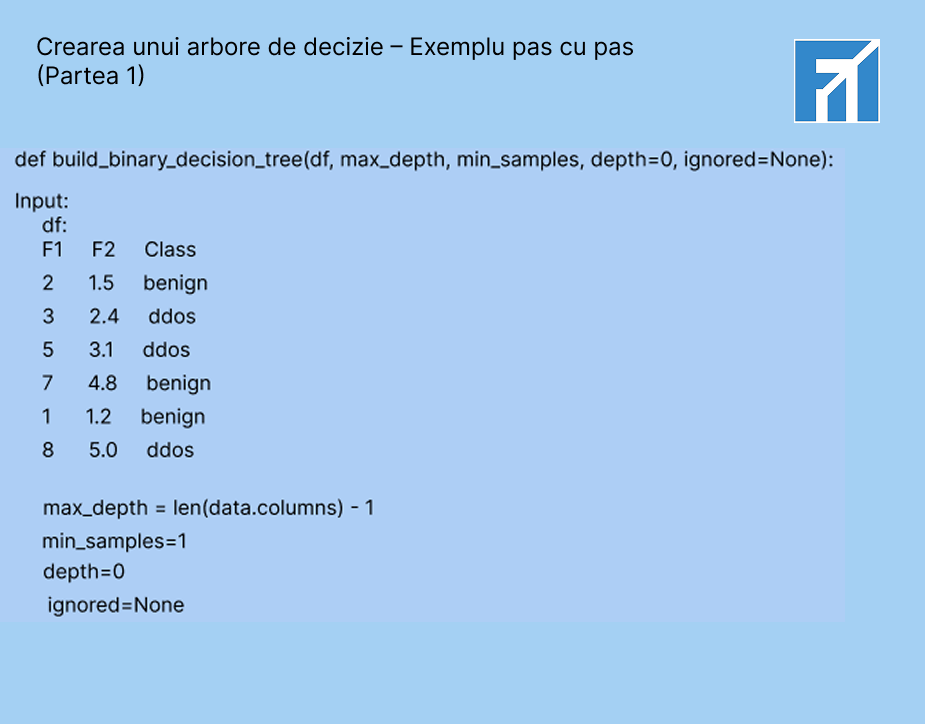 Crearea unui arbore de decizie – Exemplu pas cu pas
(Partea 1)
def build_binary_decision_tree(df, max_depth, min_samples, depth=0, ignored=None):
Input:
df:
F1 F2 Class
2 1.5 benign
3 2.4 ddos
5 3.1 ddos
7 4.8 benign
1 1.2 benign
8 5.0 ddos
max_depth = len(data.columns) - 1
min_samples=1
depth=0
ignored=None